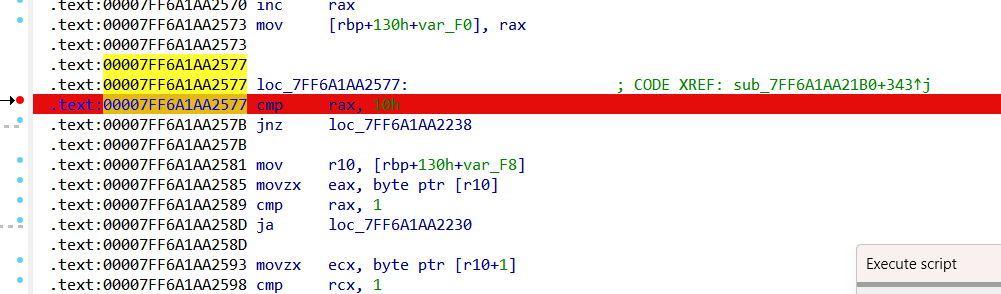 .text:00007FF6A1AA2570 inc rax
.text:00007FF6A1AA2573 mov [rbp+130h+var_F0], rax
.text:00007FF6A1AA2573
.text:00007FF6A1AA2577
.text:00007FF6A1AA2577 loc_7FF6A1AA2577: ; CODE XREF: sub_7FF6A1AA21B0+343↑j
.text:00007FF6A1AA2577 cmp rax, 10h
.text:00007FF6A1AA257B jnz loc_7FF6A1AA2238
.text:00007FF6A1AA257B
.text:00007FF6A1AA2581 mov r10, [rbp+130h+var_F8]
.text:00007FF6A1AA2585 movzx eax, byte ptr [r10]
.text:00007FF6A1AA2589 cmp rax, 1
.text:00007FF6A1AA258D ja loc_7FF6A1AA2230
.text:00007FF6A1AA258D
.text:00007FF6A1AA2593 movzx ecx, byte ptr [r10+1]
.text:00007FF6A1AA2598 cmp rcx, 1
Execute script